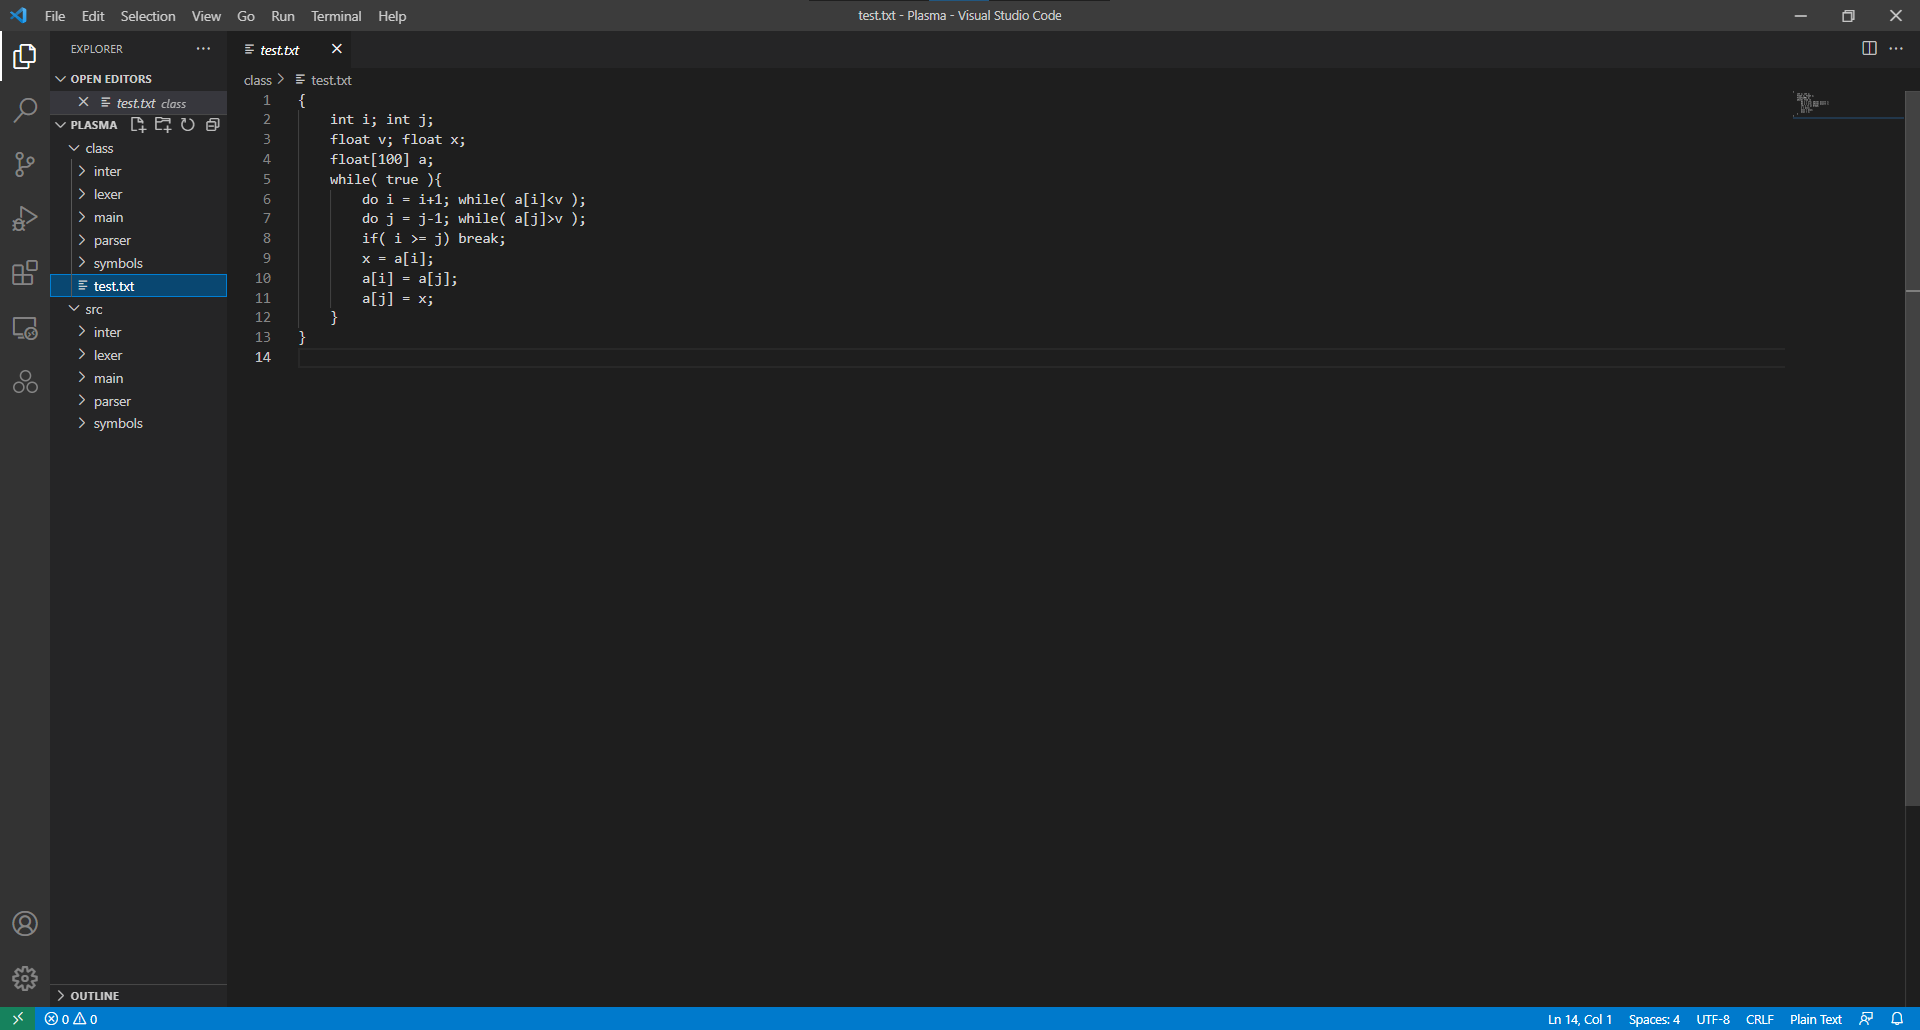 File Edit Selection View Go Run Terminal Help
test.txt - Plasma - Visual Studio Code
EXPLORER
OPEN EDITORS
test.txt class
PLASMA
class
inter
lexer
main
parser
symbols
test.txt
src
inter
lexer
main
parser
symbols
OUTLINE
test.txt
class > test.txt
1 {
2 int i; int j;
3 float v; float x;
4 float[100] a;
5 while( true ){
6 do i = i+1; while( a[i]<v );
7 do j = j-1; while( a[j]>v );
8 if( i >= j) break;
9 x = a[i];
10 a[i] = a[j];
11 a[j] = x;
12 }
13 }
14
0 0
Ln 14, Col 1 Spaces: 4 UTF-8 CRLF Plain Text